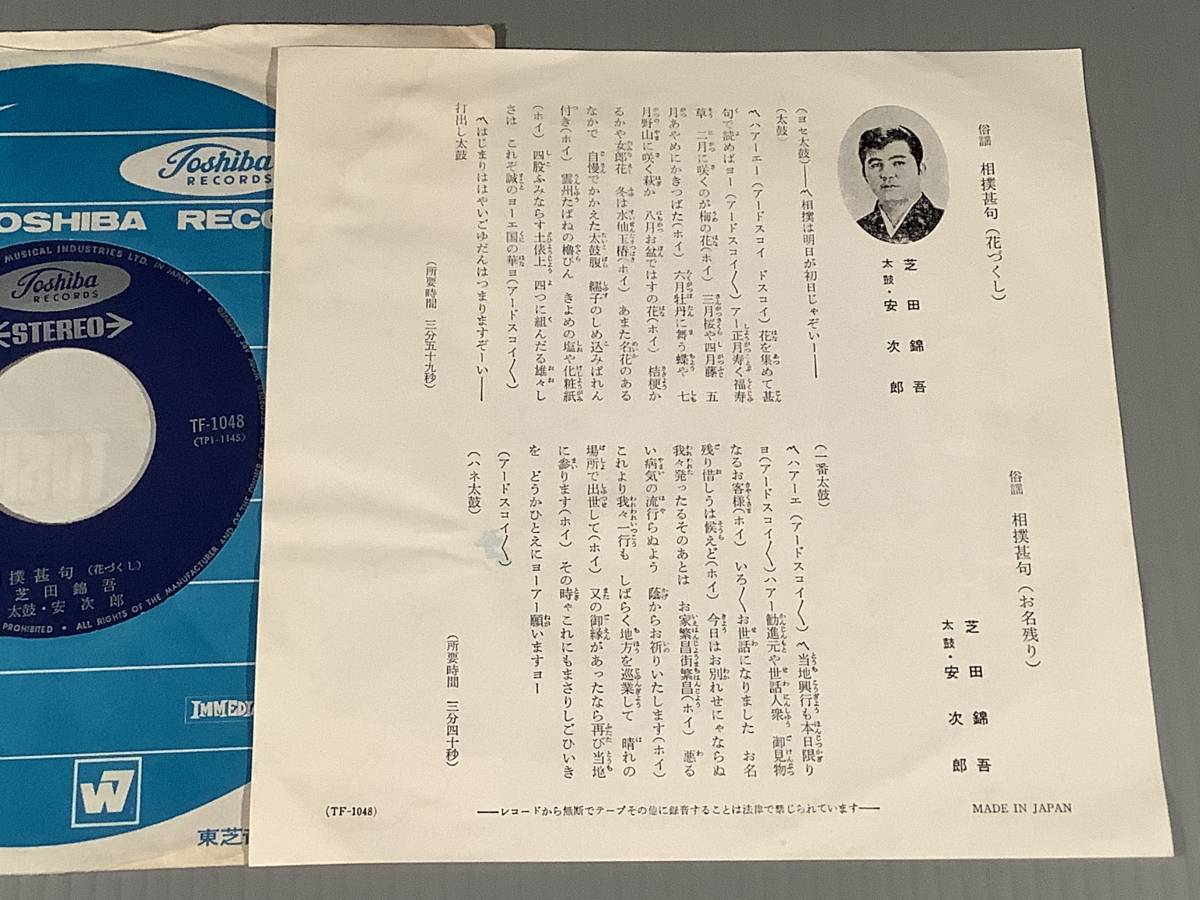 俗謡 相撲甚句(花づくし)
芝田錦吾
太鼓・安次郎
(ヨセ太鼓)――〽相撲は明日が初日じゃぞい――
(太鼓)
〽ハアーエー(アードスコイ ドスコイ) 花を集めて甚
句で読めばヨー(アードスコイ〱) アー正月寿く福寿
草 二月に咲くのが梅の花(ホイ) 三月桜や四月藤 五
月あやめにかきつばた(ホイ) 六月牡丹に舞う蝶や 七
月野山に咲く萩か 八月お盆ではすの花(ホイ) 桔梗か
るかや女郎花 冬は水仙玉椿(ホイ) あまた名花のある
なかで 自慢でかかえた太鼓腹 繻子のしめ込みばれん
付き(ホイ) 雲州たばねの櫓びん きよめの塩や化粧紙
(ホイ) 四股ふみならす土俵上 四つに組んだる雄々し
さは これぞ誠のヨーエ国の華ヨ(アードスコイ〱)
〽はじまりははやいごゆだんはつまりますぞーい――
打出し太鼓
(所要時間 三分五十九秒)
俗謡 相撲甚句(お名残り)
芝田錦吾
太鼓・安次郎
(一番太鼓)
〽ハアーエ(アードスコイ〱) 〽当地興行も本日限り
ヨ(アードスコイ〱)ハアー勧進元や世話人衆 御見物
なるお客様(ホイ) いろ〱お世話になりました お名
残り惜しうは候えど(ホイ) 今日はお別れせにゃならぬ
我々発ったるそのあとは お家繁昌街繁昌(ホイ) 悪る
い病気の流行らぬよう 蔭からお祈りいたします(ホイ)
これより我々一行も しばらく地方を巡業して 晴れの
場所で出世して(ホイ) 又の御縁があったなら再び当地
に参ります(ホイ) その時ゃこれにもまさりしごひいき
を どうかひとえにヨーアー願いますヨー
(アードスコイ〱)
(ハネ太鼓)
(所要時間 三分四十秒)
(TF-1048)
――レコードから無断でテープその他に録音することは法律で禁じられています――
MADE IN JAPAN
Toshiba
RECORDS
TOSHIBA RECO
MUSICAL INDUSTRIES LTD. IN JAPAN
Toshiba
RECORDS
STEREO
TF-1048
(TP1-1145)
撲甚句(花づくし)
芝田錦吾
太鼓・安次郎
PROHIBITED・ALL RIGHTS OF THE MANUFACTURER AND OF THE OWNER OF
IMMEDIA
W7
東芝音